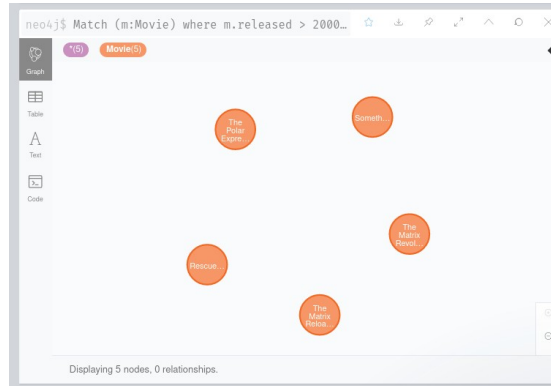 neo4j$ Match (m:Movie) where m.released > 2000…
*(5) Movie(5)
Graph
Table
Text
Code
The
Polar
Expre…
Someth…
The
Matrix
Revol…
Rescue…
The
Matrix
Reloa…
Displaying 5 nodes, 0 relationships.